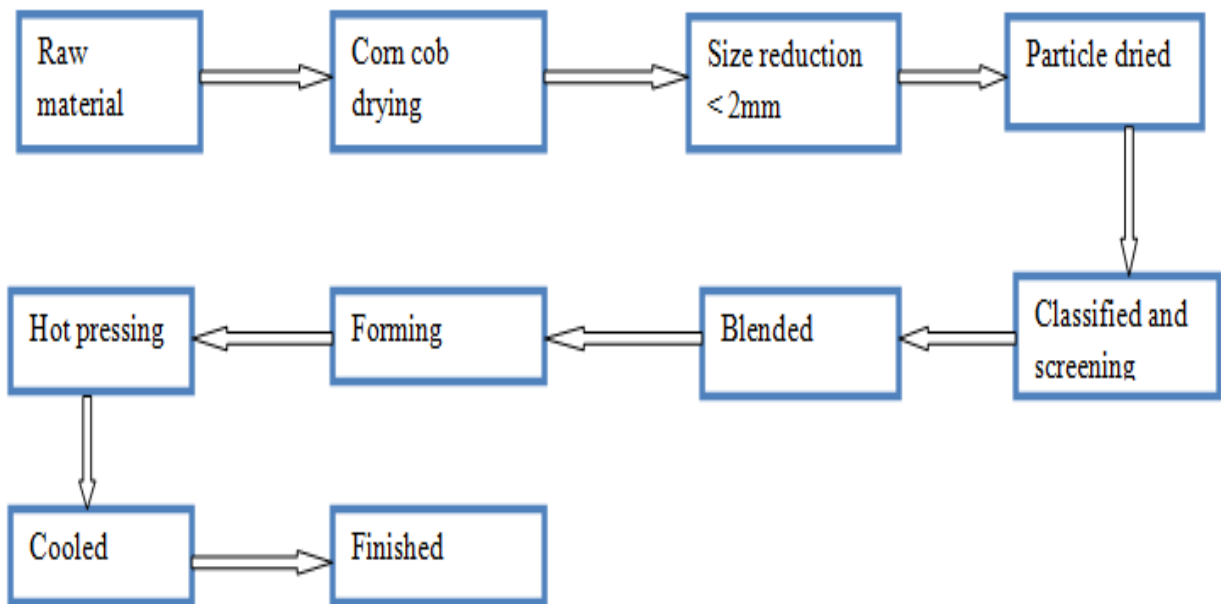 Raw
material
Corn cob
drying
Size reduction
< 2mm
Particle dried
Classified and
screening
Blended
Forming
Hot pressing
Cooled
Finished